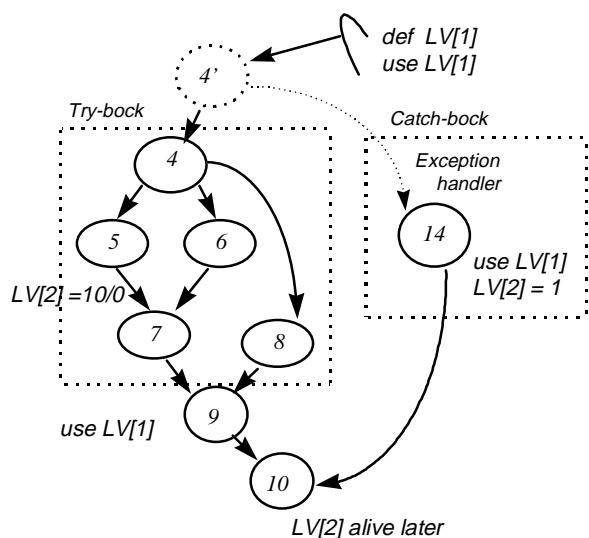 def LV[1]
use LV[1]
4'
Try-bock
Catch-bock
4
Exception
handler
5
6
14
use LV[1]
LV[2] = 1
LV[2] =10/0
7
8
9
use LV[1]
10
LV[2] alive later